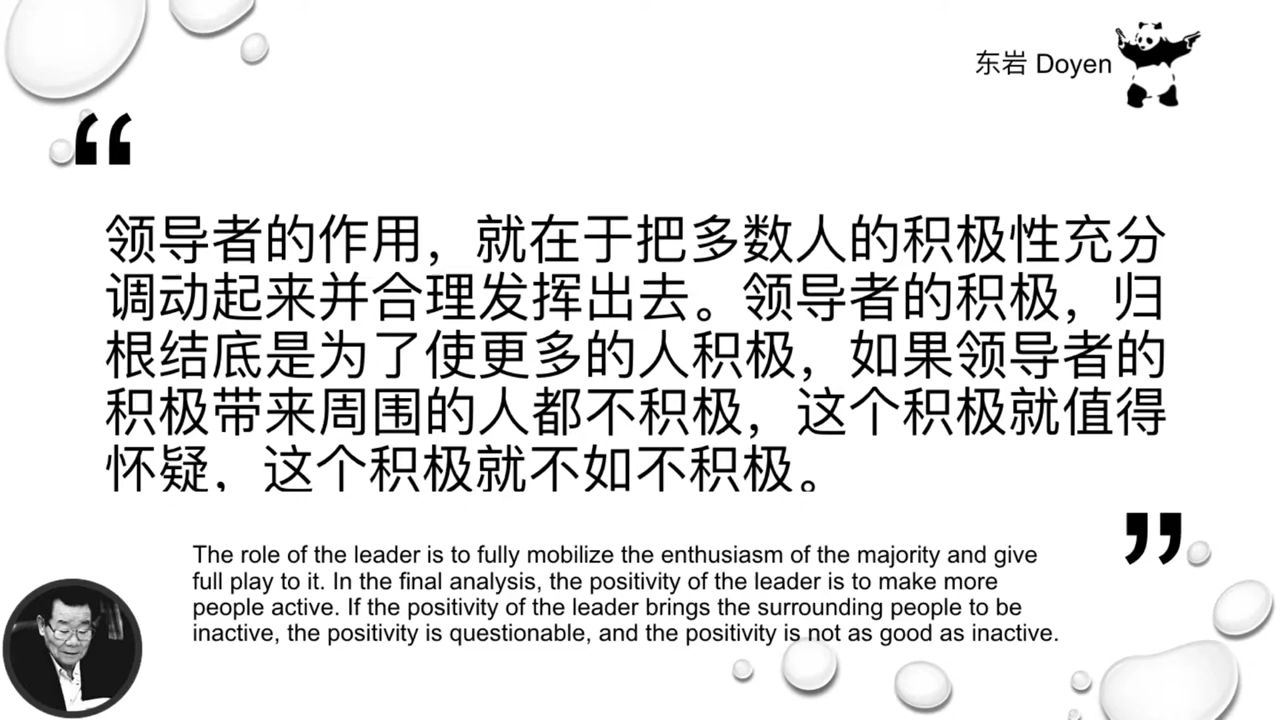 东岩 Doyen
“
领导者的作用，就在于把多数人的积极性充分
调动起来并合理发挥出去。领导者的积极，归
根结底是为了使更多的人积极，如果领导者的
积极带来周围的人都不积极，这个积极就值得
怀疑，这个积极就不如不积极。
”
The role of the leader is to fully mobilize the enthusiasm of the majority and give
full play to it. In the final analysis, the positivity of the leader is to make more
people active. If the positivity of the leader brings the surrounding people to be
inactive, the positivity is questionable, and the positivity is not as good as inactive.